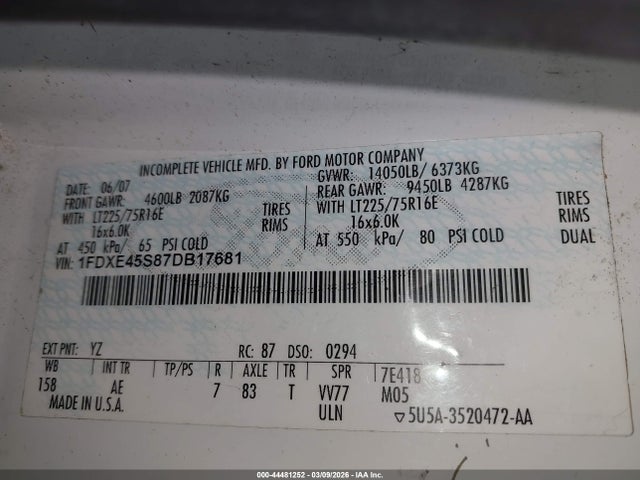 INCOMPLETE VEHICLE MFD. BY FORD MOTOR COMPANY
DATE: 06/07 GVWR: 14050LB/ 6373KG
FRONT GAWR: 4600LB 2087KG REAR GAWR: 9450LB 4287KG
WITH LT225/75R16E TIRES WITH LT225/75R16E TIRES
16x6.0K RIMS 16x6.0K RIMS
AT 450 kPa/ 65 PSI COLD AT 550 kPa/ 80 PSI COLD DUAL
VIN: 1FDXE45S87DB17681
EXT PNT: YZ RC: 87 DSO: 0294
WB INT TR TP/PS R AXLE TR SPR 7E418
158 AE 7 83 T VV77 M05
MADE IN U.S.A. ULN ▽5U5A-3520472-AA
000-44481252 - 03/09/2026 - IAA Inc.